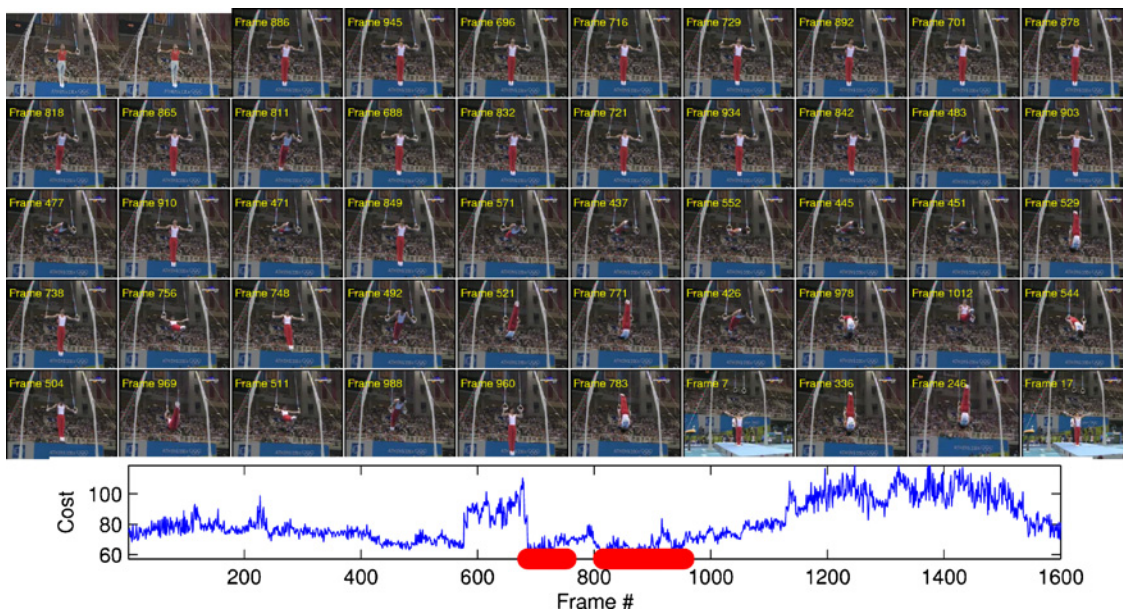 Frame 886 Frame 945 Frame 696 Frame 716 Frame 729 Frame 892 Frame 701 Frame 878
Frame 818 Frame 865 Frame 811 Frame 688 Frame 832 Frame 721 Frame 934 Frame 842 Frame 483 Frame 903
Frame 477 Frame 910 Frame 471 Frame 849 Frame 571 Frame 437 Frame 552 Frame 445 Frame 451 Frame 529
Frame 738 Frame 756 Frame 748 Frame 492 Frame 521 Frame 771 Frame 426 Frame 978 Frame 1012 Frame 544
Frame 504 Frame 969 Frame 511 Frame 988 Frame 960 Frame 783 Frame 7 Frame 336 Frame 246 Frame 17
100
80
60
Cost
200 400 600 800 1000 1200 1400 1600
Frame #